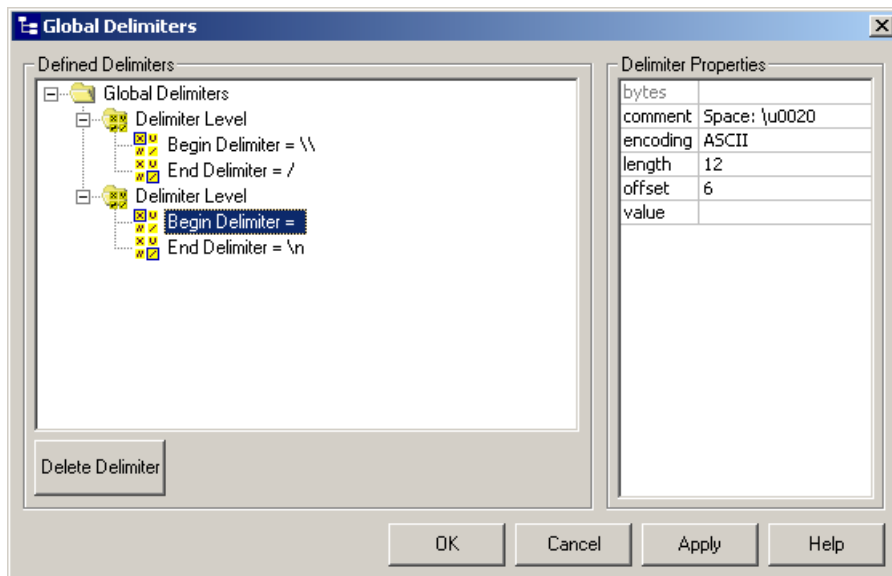 Global Delimiters
Defined Delimiters
Global Delimiters
Delimiter Level
Begin Delimiter = \\
End Delimiter = /
Delimiter Level
Begin Delimiter =
End Delimiter = \n
Delete Delimiter
Delimiter Properties
bytes
comment Space: \u0020
encoding ASCII
length 12
offset 6
value
OK Cancel Apply Help